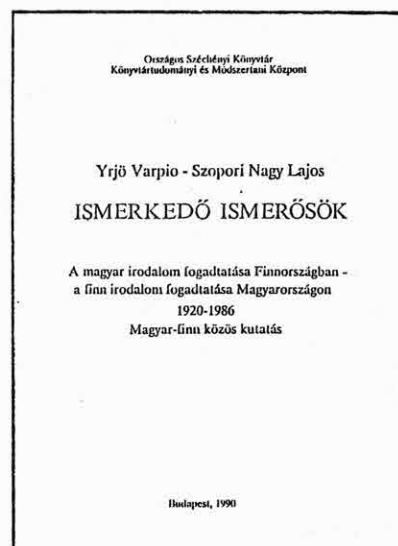 Országos Széchényi Könyvtár
Könyvtártudományi és Módszertani Központ
Yrjö Varpio - Szopori Nagy Lajos
ISMERKEDŐ ISMERŐSÖK
A magyar irodalom fogadtatása Finnországban -
a finn irodalom fogadtatása Magyarországon
1920-1986
Magyar-finn közös kutatás
Budapest, 1990